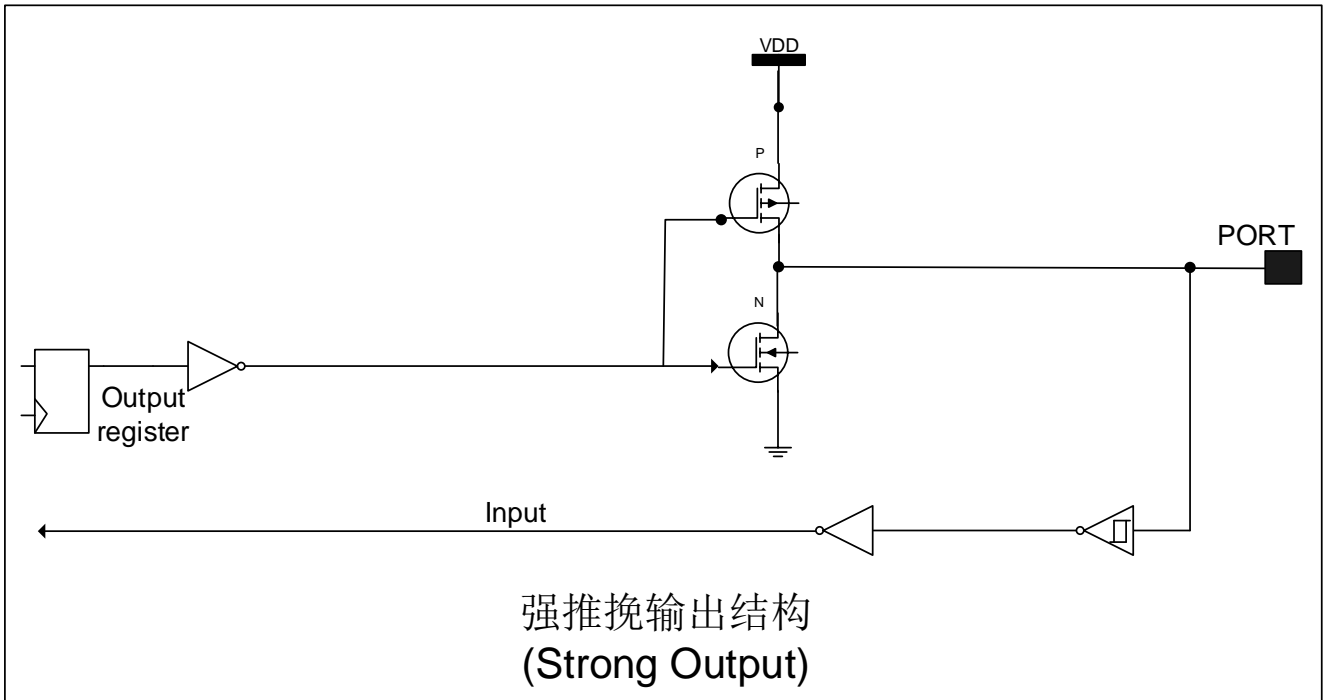 VDD
P
PORT
N
Output
register
Input
强推挽输出结构
(Strong Output)